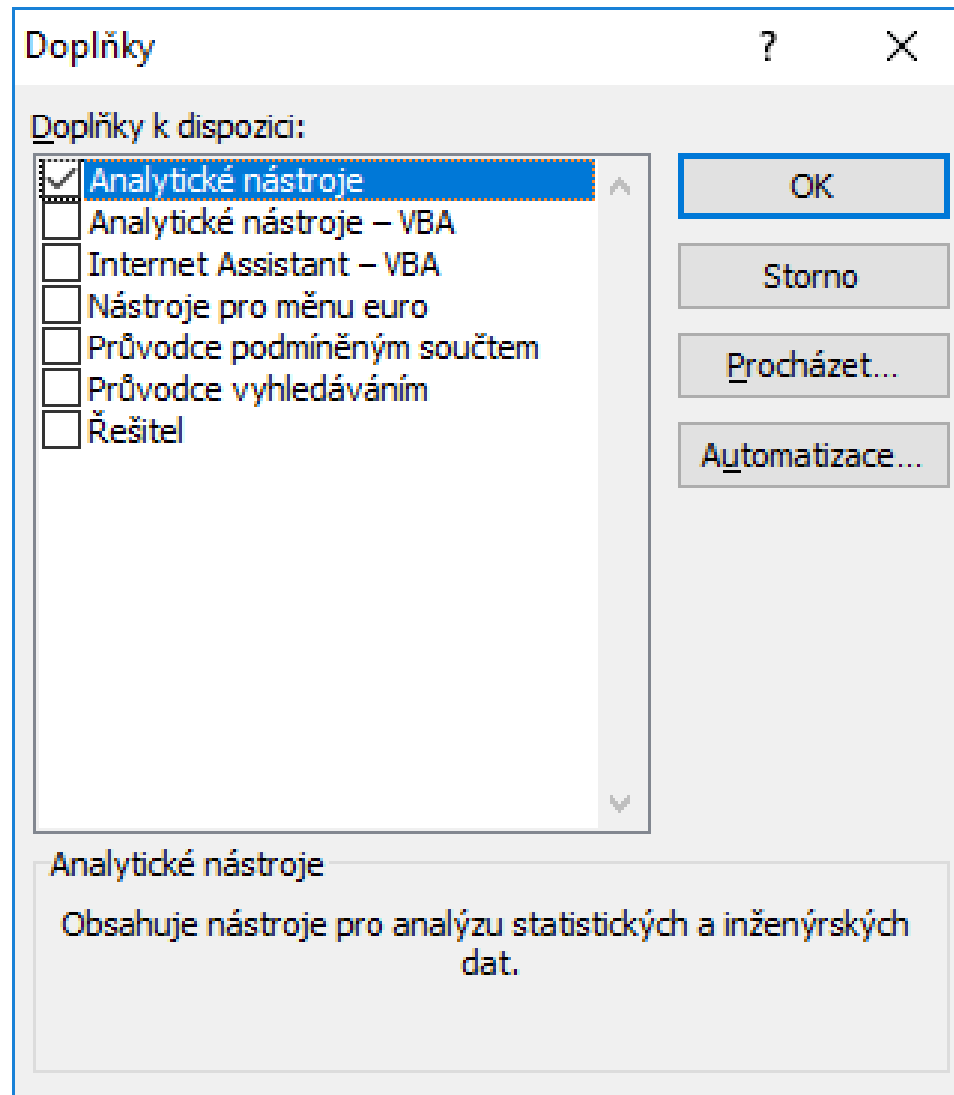 Doplňky ?
Doplňky k dispozici:
Analytické nástroje
Analytické nástroje – VBA
Internet Assistant – VBA
Nástroje pro měnu euro
Průvodce podmíněným součtem
Průvodce vyhledáváním
Řešitel
OK
Storno
Procházet...
Automatizace...
Analytické nástroje
Obsahuje nástroje pro analýzu statistických a inženýrských
dat.